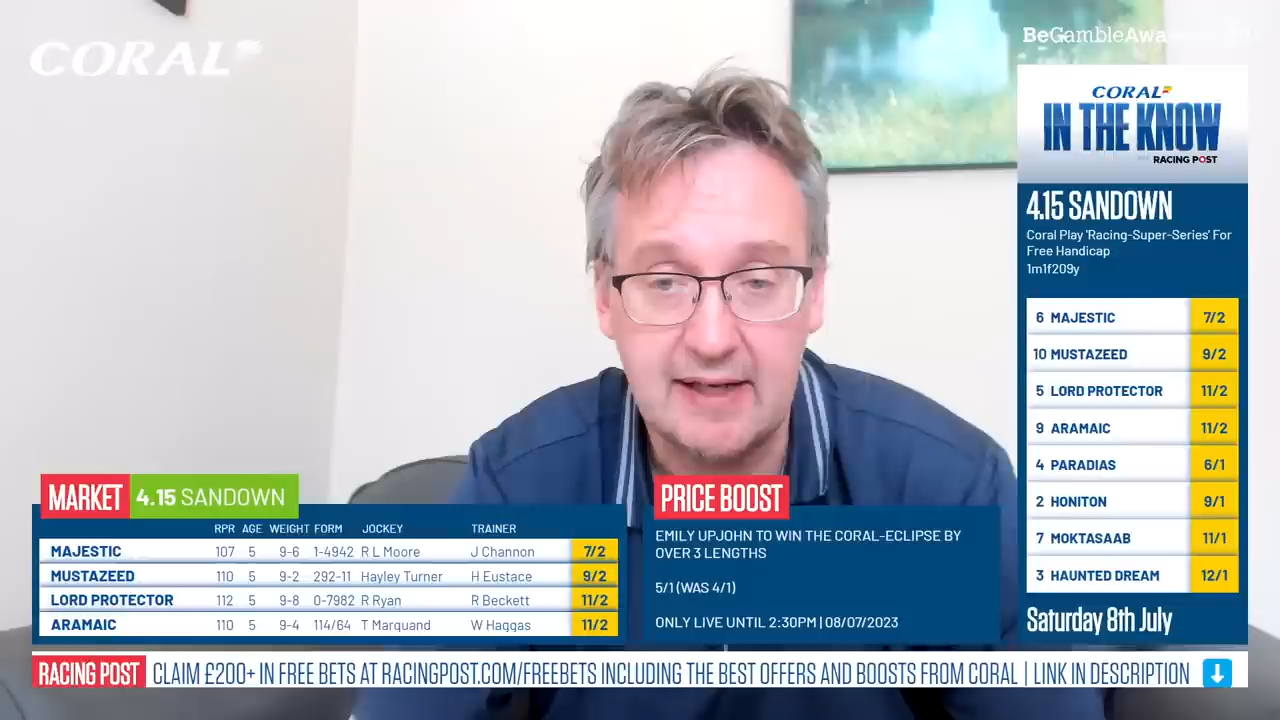 CORAL
BeGambleAwa
CORAL
IN THE KNOW
RACING POST
4.15 SANDOWN
Coral Play 'Racing-Super-Series' For
Free Handicap
1m1f209y
6 MAJESTIC 7/2
10 MUSTAZEED 9/2
5 LORD PROTECTOR 11/2
9 ARAMAIC 11/2
4 PARADIAS 6/1
2 HONITON 9/1
7 MOKTASAAB 11/1
3 HAUNTED DREAM 12/1
Saturday 8th July
MARKET 4.15 SANDOWN
RPR AGE WEIGHT FORM JOCKEY TRAINER
MAJESTIC 107 5 9-6 1-4942 R L Moore J Channon 7/2
MUSTAZEED 110 5 9-2 292-11 Hayley Turner H Eustace 9/2
LORD PROTECTOR 112 5 9-8 0-7982 R Ryan R Beckett 11/2
ARAMAIC 110 5 9-4 114/64 T Marquand W Haggas 11/2
PRICE BOOST
EMILY UPJOHN TO WIN THE CORAL-ECLIPSE BY
OVER 3 LENGTHS
5/1 (WAS 4/1)
ONLY LIVE UNTIL 2:30PM | 08/07/2023
RACING POST CLAIM £200+ IN FREE BETS AT RACINGPOST.COM/FREEBETS INCLUDING THE BEST OFFERS AND BOOSTS FROM CORAL | LINK IN DESCRIPTION